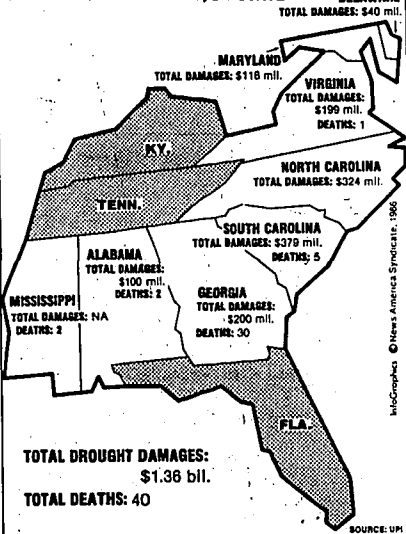 TOTAL DAMAGES: $40 mil.
MARYLAND
TOTAL DAMAGES: $116 mil.
VIRGINIA
TOTAL DAMAGES:
$199 mil.
DEATHS: 1
KY.
NORTH CAROLINA
TOTAL DAMAGES: $324 mil.
TENN.
SOUTH CAROLINA
TOTAL DAMAGES: $379 mil.
DEATHS: 5
ALABAMA
TOTAL DAMAGES:
$100 mil.
DEATHS: 2
GEORGIA
TOTAL DAMAGES:
$200 mil.
DEATHS: 30
MISSISSIPPI
TOTAL DAMAGES: NA
DEATHS: 2
FLA.
TOTAL DROUGHT DAMAGES:
$1.36 bil.
TOTAL DEATHS: 40
InfoGraphics © News America Syndicate, 1986
SOURCE: UPI